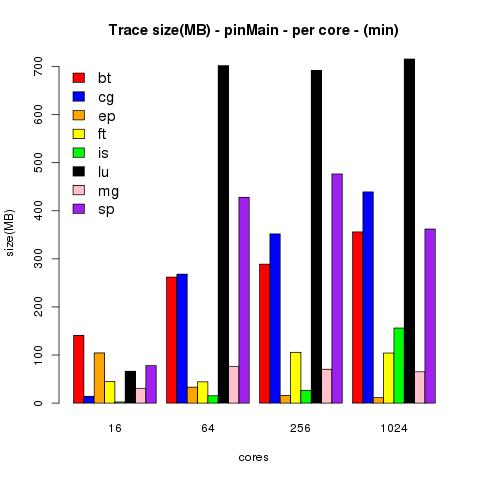 Trace size(MB) - pinMain - per core - (min)
size(MB)
700
600
500
400
300
200
100
0
bt
cg
ep
ft
is
lu
mg
sp
16 64 256 1024
cores